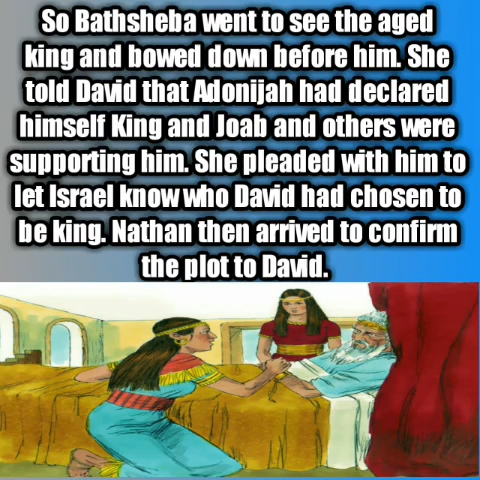 So Bathsheba went to see the aged
king and bowed down before him. She
told David that Adonijah had declared
himself King and Joab and others were
supporting him. She pleaded with him to
let Israel know who David had chosen to
be king. Nathan then arrived to confirm
the plot to David.